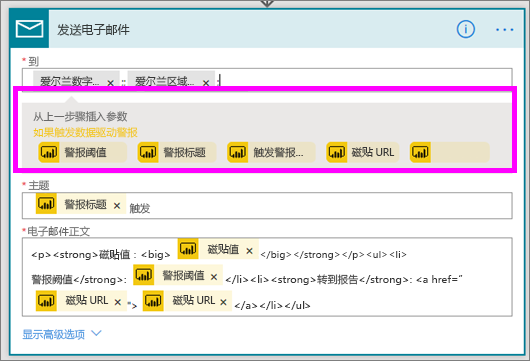 发送电子邮件
* 到
爱尔兰数字... × ; 爱尔兰区域... × ;
从上一步骤插入参数
如果触发数据驱动警报
警报阈值 警报标题 触发警报... 磁贴 URL
* 主题
警报标题 × 触发
* 电子邮件正文
<p><strong>磁贴值 : <big> 磁贴值 × </big></strong></p><ul><li>
警报阈值</strong>: 警报阈值 × </li><li><strong>转到报告</strong>: <a href="
磁贴 URL × "> 磁贴 URL × </a></li></ul>
显示高级选项